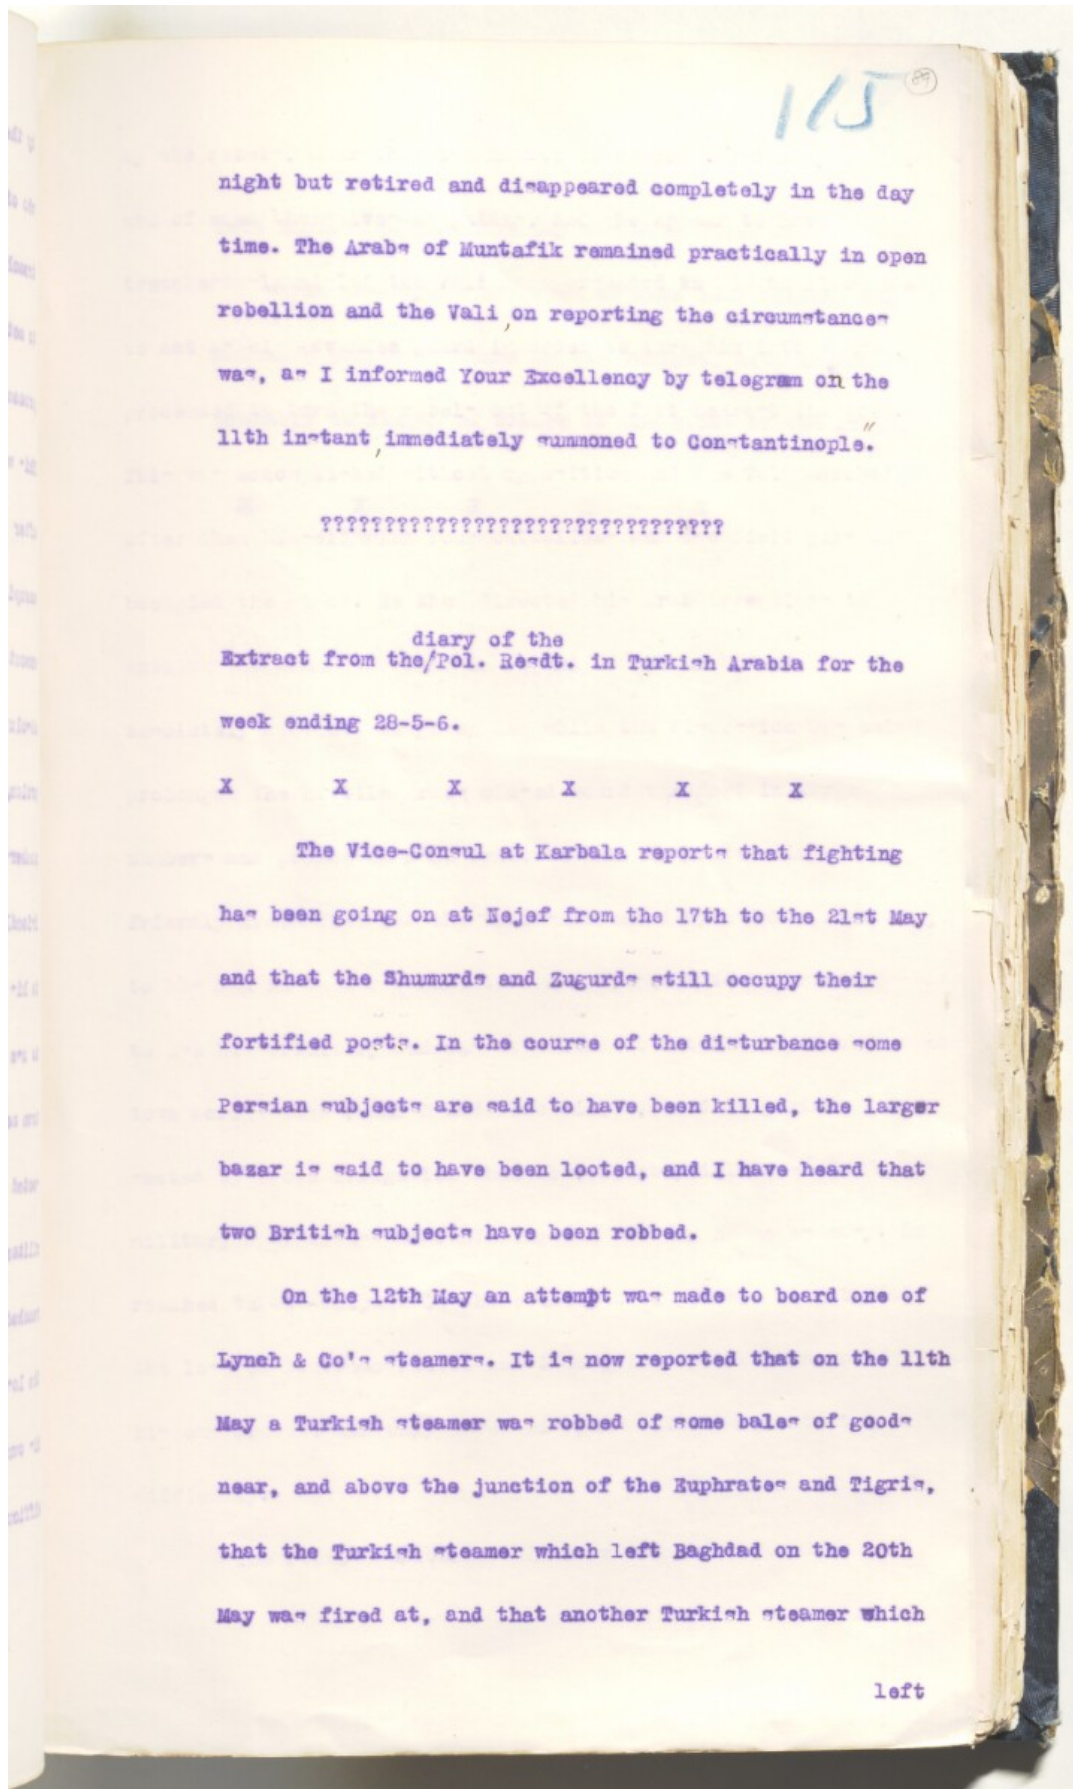 115
89
night but retired and disappeared completely in the day
time. The Arabs of Muntafik remained practically in open
rebellion and the Vali, on reporting the circumstances
was, as I informed Your Excellency by telegram on the
11th instant, immediately summoned to Constantinople."
????????????????????????????????
diary of the
Extract from the/Pol. Resdt. in Turkish Arabia for the
week ending 28-5-6.
X X X X X X
The Vice-Consul at Karbala reports that fighting
has been going on at Nejef from the 17th to the 21st May
and that the Shumurds and Zugurds still occupy their
fortified posts. In the course of the disturbance some
Persian subjects are said to have been killed, the larger
bazar is said to have been looted, and I have heard that
two British subjects have been robbed.
On the 12th May an attempt was made to board one of
Lynch & Co's steamers. It is now reported that on the 11th
May a Turkish steamer was robbed of some bales of goods
near, and above the junction of the Euphrates and Tigris,
that the Turkish steamer which left Baghdad on the 20th
May was fired at, and that another Turkish steamer which
left